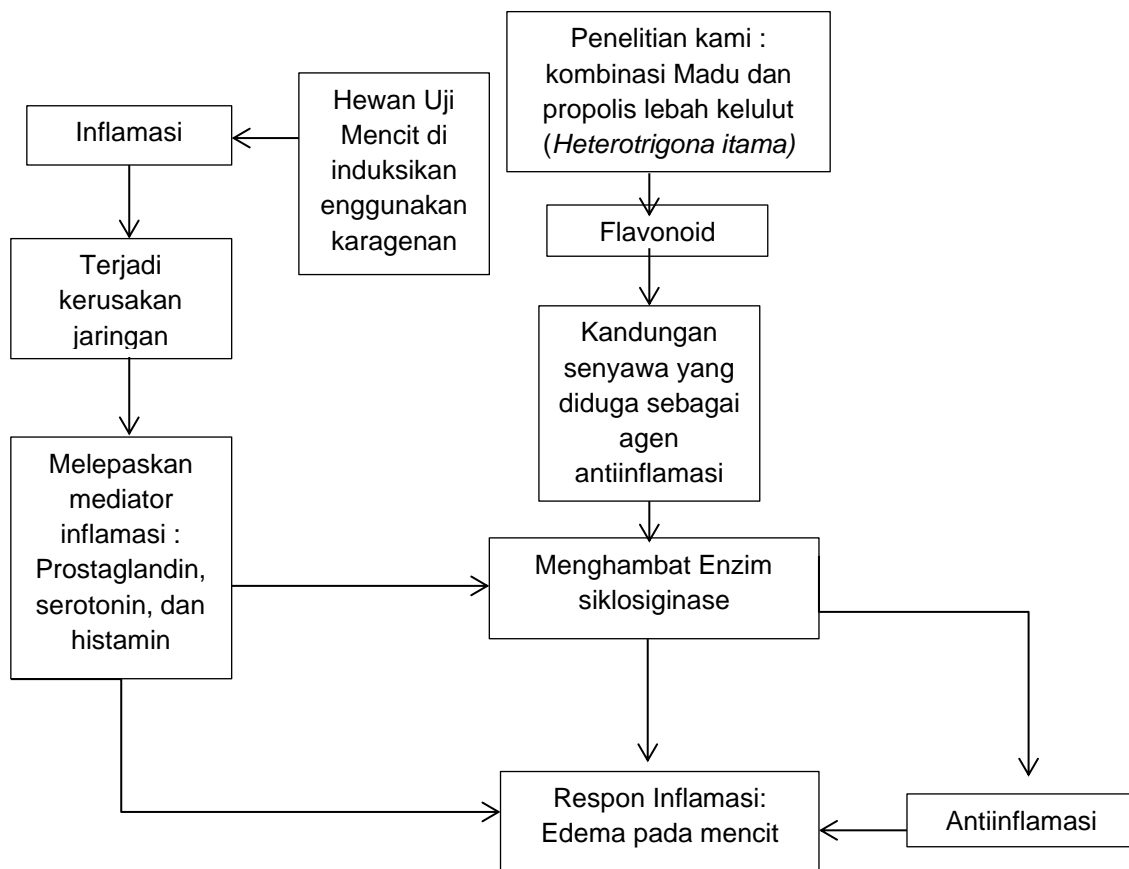 Penelitian kami :
kombinasi Madu dan
propolis lebah kelulut
(Heterotrigona itama)
Hewan Uji
Mencit di
induksikan
enggunakan
karagenan
Inflamasi
Flavonoid
Terjadi
kerusakan
jaringan
Kandungan
senyawa yang
diduga sebagai
agen
antiinflamasi
Melepaskan
mediator
inflamasi :
Prostaglandin,
serotonin, dan
histamin
Menghambat Enzim
siklosiginase
Respon Inflamasi:
Edema pada mencit
Antiinflamasi